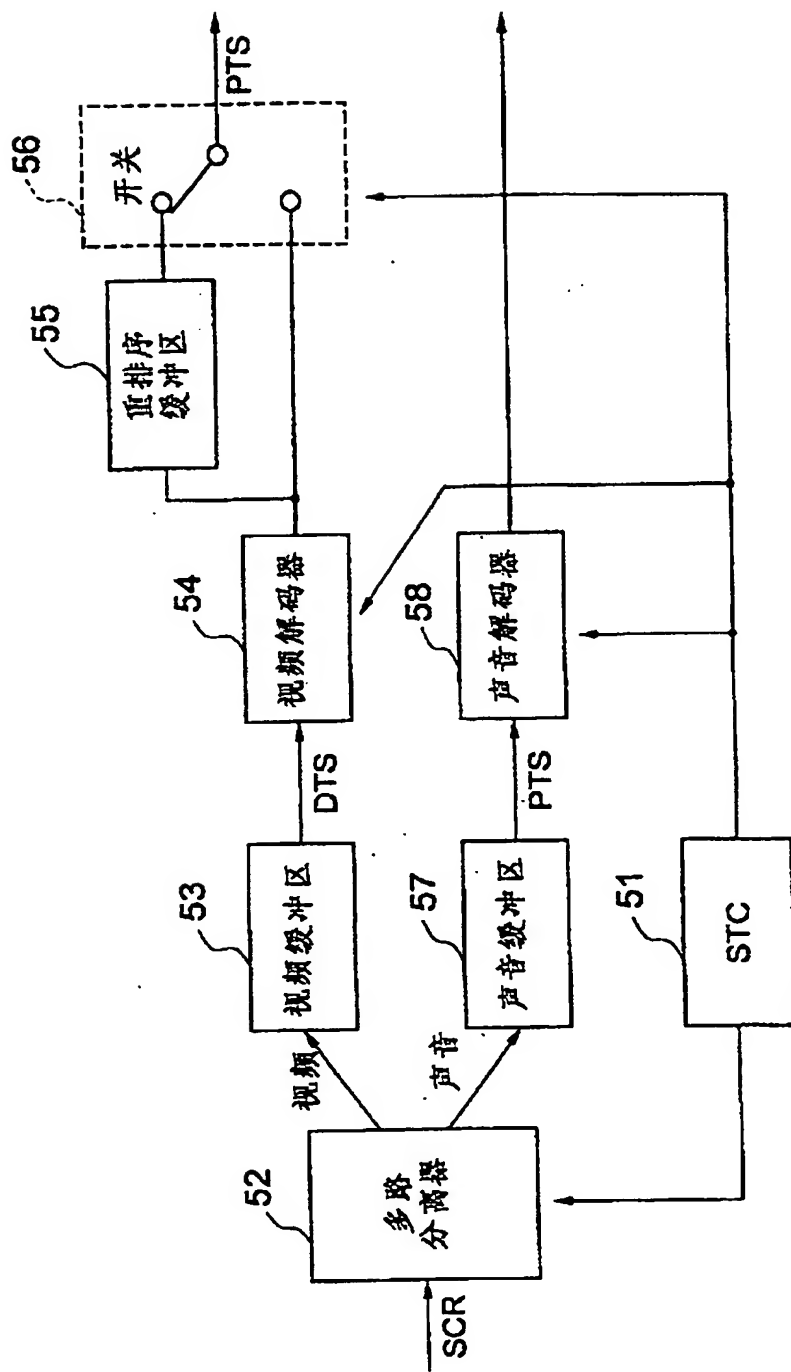 SCR
52
多路
分离器
视频
声音
53
视频缓冲区
57
声音缓冲区
51
STC
DTS
PTS
54
视频解码器
58
声音解码器
55
重排序
缓冲区
56
开关
PTS